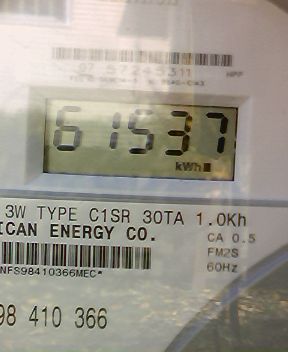 61537
kWh
3W TYPE C1SR 30TA 1.0Kh
ICAN ENERGY CO.
CA 0.5
FM2S
60Hz
NFS98410366MEC*
98 410 366